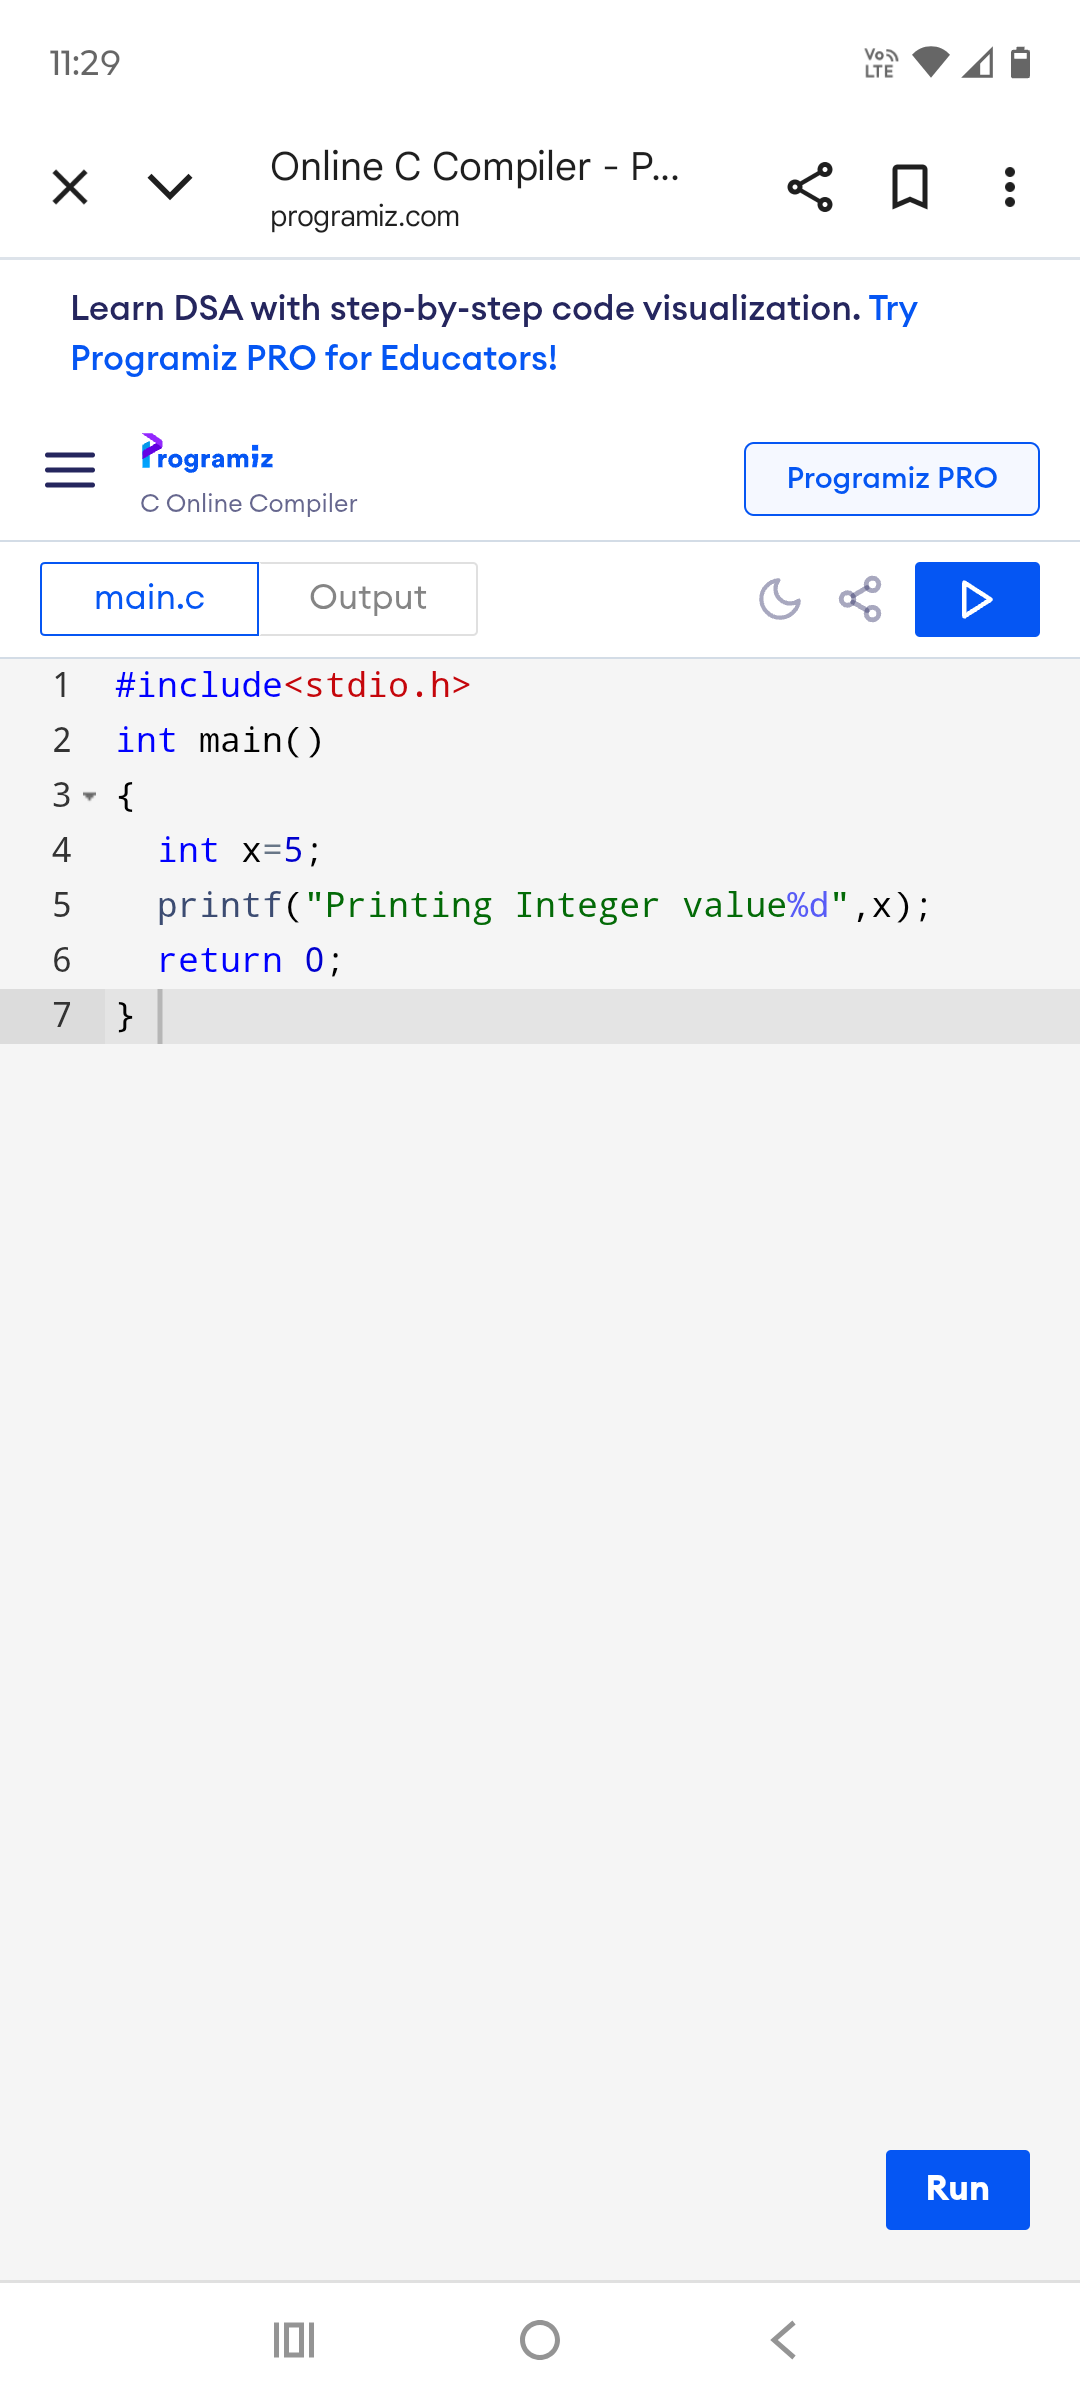 11:29
Vo LTE
Online C Compiler - P...
programiz.com
Learn DSA with step-by-step code visualization. Try
Programiz PRO for Educators!
Programiz
C Online Compiler
Programiz PRO
main.c
Output
1 #include<stdio.h>
2 int main()
3 {
4   int x=5;
5   printf("Printing Integer value%d",x);
6   return 0;
7 }
Run